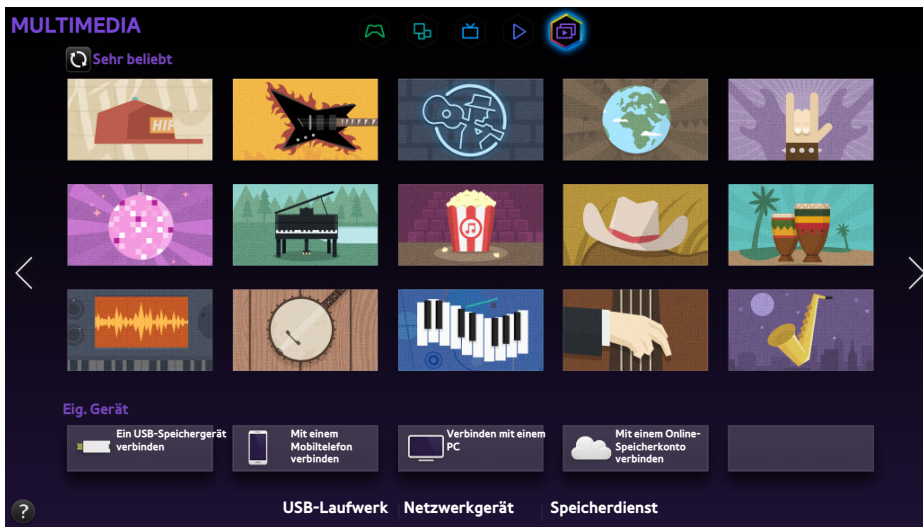 MULTIMEDIA
Sehr beliebt
HIP
Eig. Gerät
Ein USB-Speichergerät
verbinden
Mit einem
Mobiltelefon
verbinden
Verbinden mit einem
PC
Mit einem Online-
Speicherkonto
verbinden
?
USB-Laufwerk
Netzwerkgerät
Speicherdienst